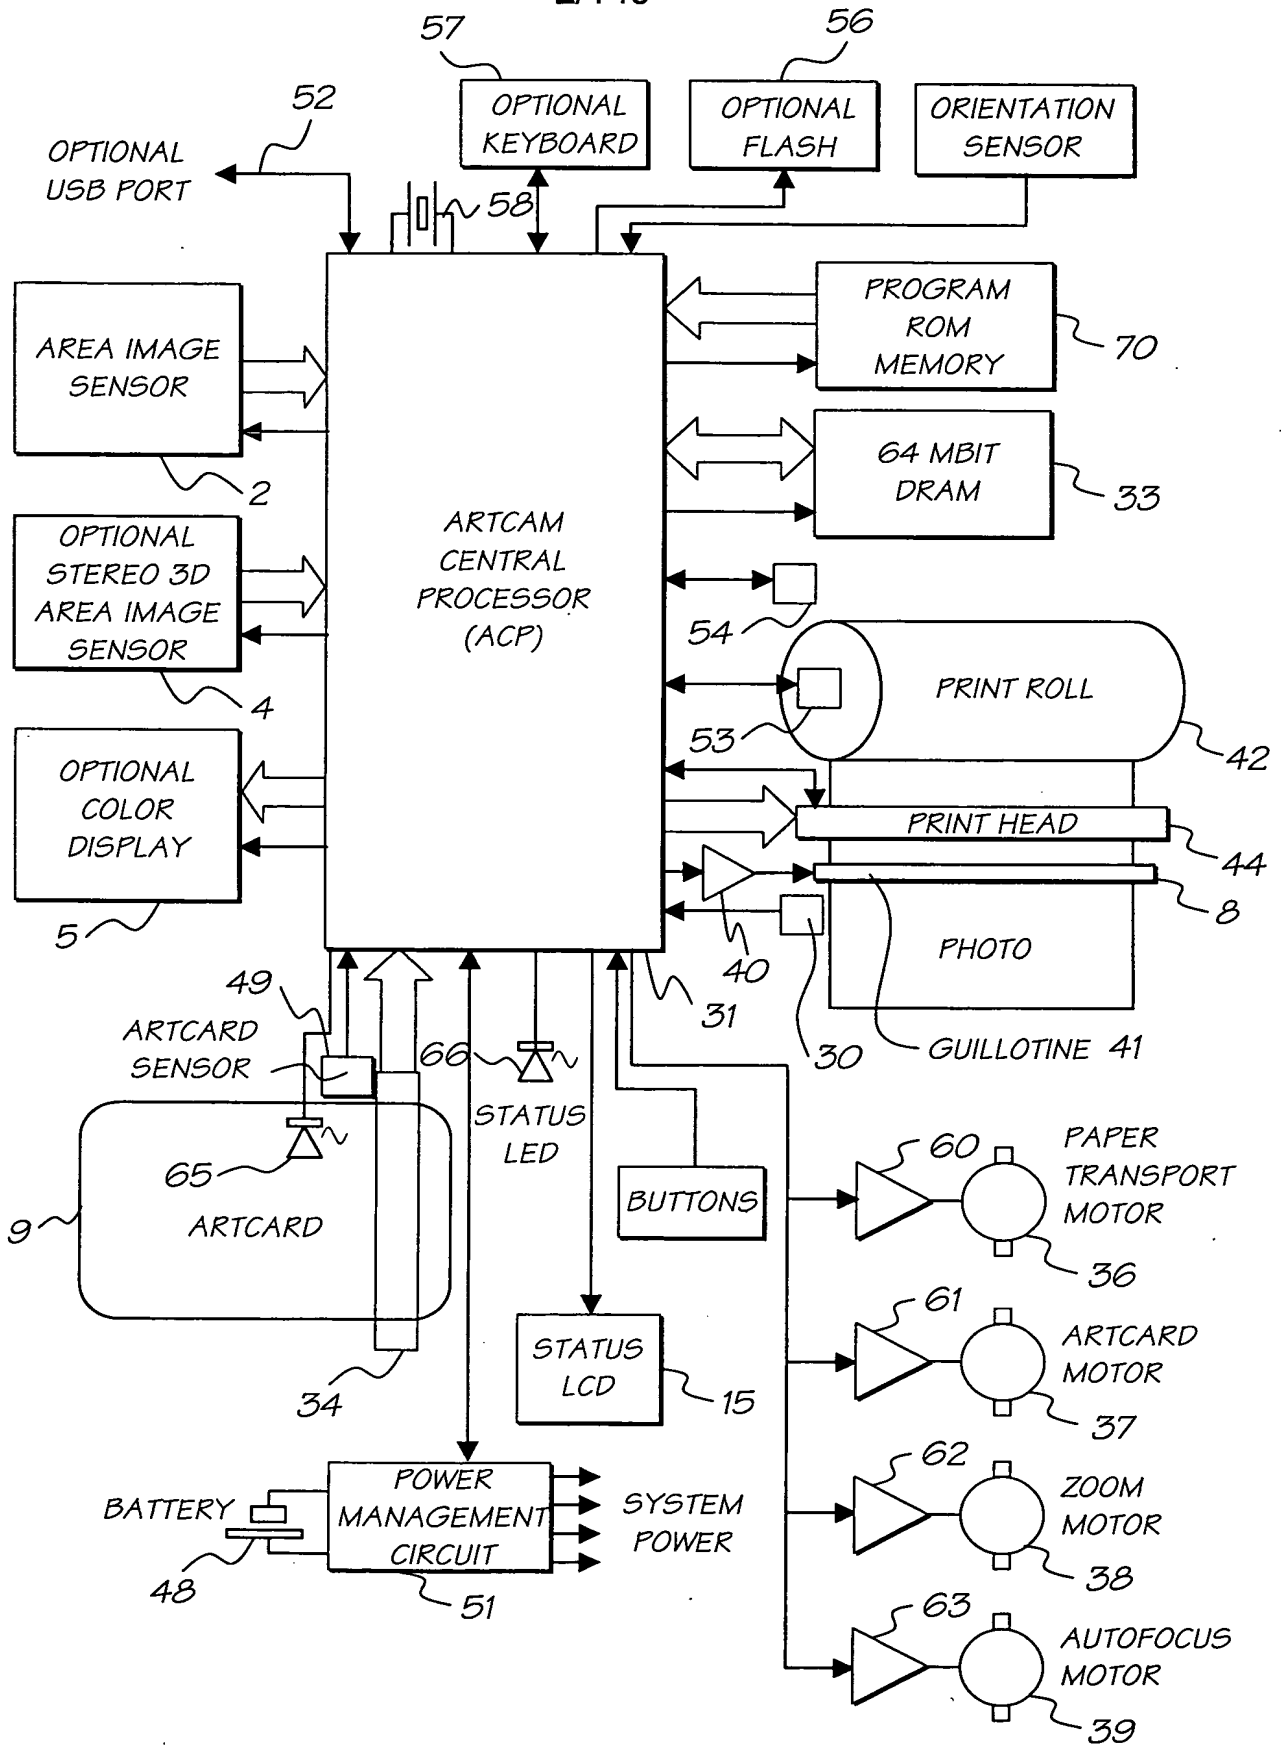 57
56
52
OPTIONAL
USB PORT
OPTIONAL
KEYBOARD
OPTIONAL
FLASH
ORIENTATION
SENSOR
58
AREA IMAGE
SENSOR
2
PROGRAM
ROM
MEMORY
70
64 MBIT
DRAM
33
OPTIONAL
STEREO 3D
AREA IMAGE
SENSOR
4
ARTCAM
CENTRAL
PROCESSOR
(ACP)
54
PRINT ROLL
53
42
OPTIONAL
COLOR
DISPLAY
5
PRINT HEAD
44
8
40
PHOTO
31
30
GUILLOTINE 41
49
ARTCARD
SENSOR
66
STATUS
LED
65
ARTCARD
9
34
BUTTONS
STATUS
LCD
15
60
PAPER
TRANSPORT
MOTOR
36
61
ARTCARD
MOTOR
37
62
ZOOM
MOTOR
38
63
AUTOFOCUS
MOTOR
39
BATTERY
48
POWER
MANAGEMENT
CIRCUIT
51
SYSTEM
POWER